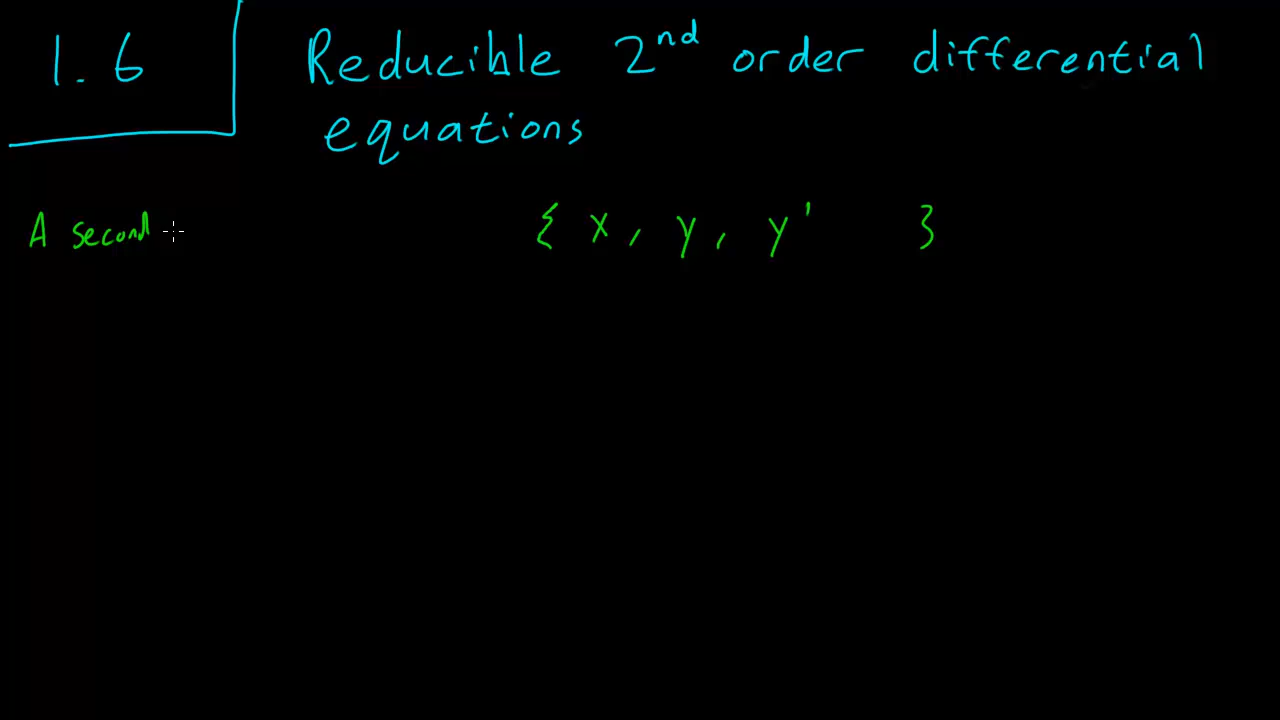 1.6 Reducible 2nd order differential
equations
A second { x, y, y' }